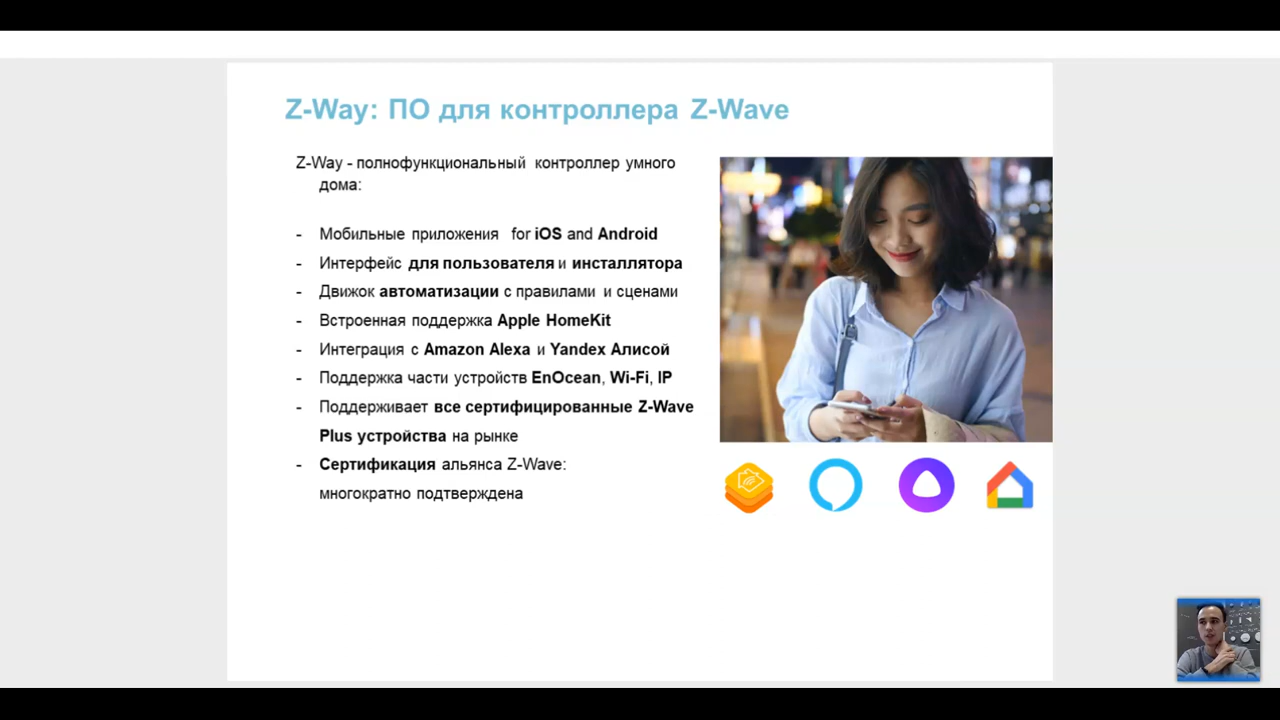 Z-Way: ПО для контроллера Z-Wave
Z-Way - полнофункциональный контроллер умного
дома:
- Мобильные приложения for iOS and Android
- Интерфейс для пользователя и инсталлятора
- Движок автоматизации с правилами и сценами
- Встроенная поддержка Apple HomeKit
- Интеграция с Amazon Alexa и Yandex Алисой
- Поддержка части устройств EnOcean, Wi-Fi, IP
- Поддерживает все сертифицированные Z-Wave
Plus устройства на рынке
- Сертификация альянса Z-Wave:
многократно подтверждена